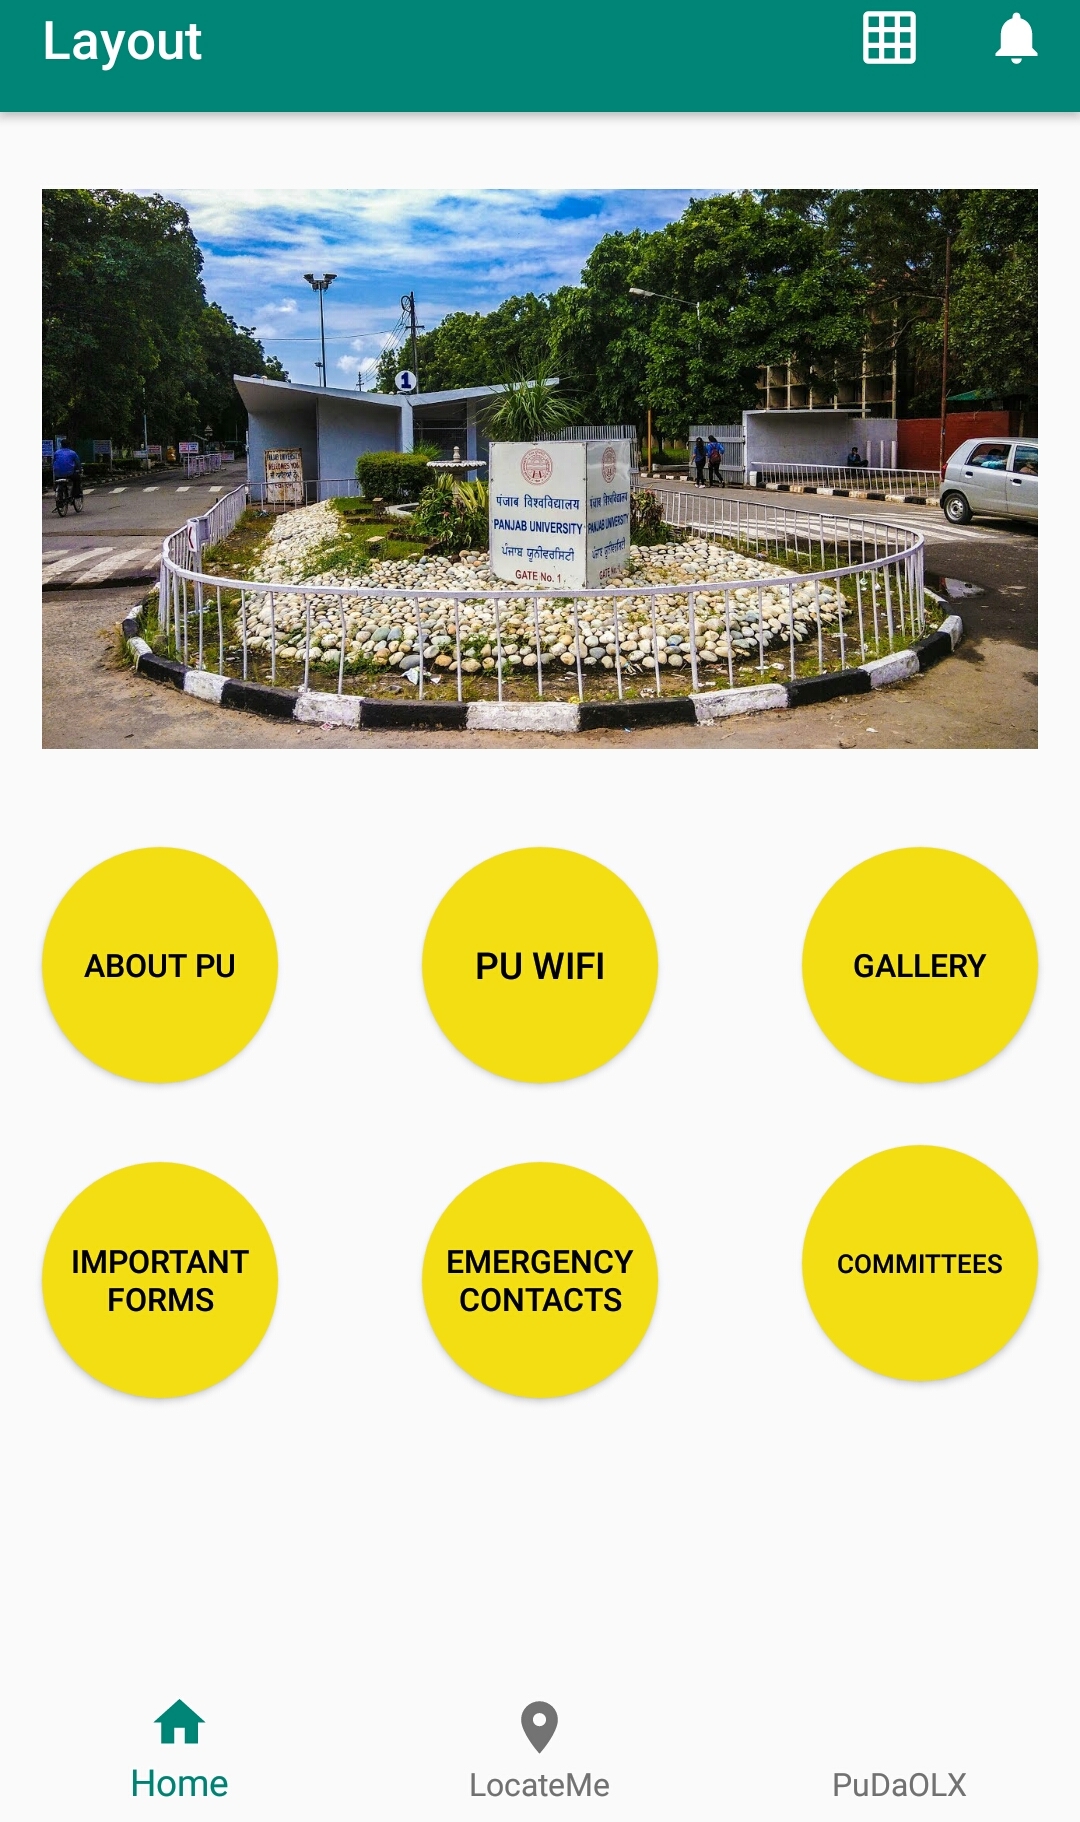 Layout
1
पंजाब विश्वविद्यालय
PANJAB UNIVERSITY
ਪੰਜਾਬ ਯੂਨੀਵਰਸਿਟੀ
GATE No. 1.
ABOUT PU
PU WIFI
GALLERY
IMPORTANT
FORMS
EMERGENCY
CONTACTS
COMMITTEES
Home
LocateMe
PuDaOLX